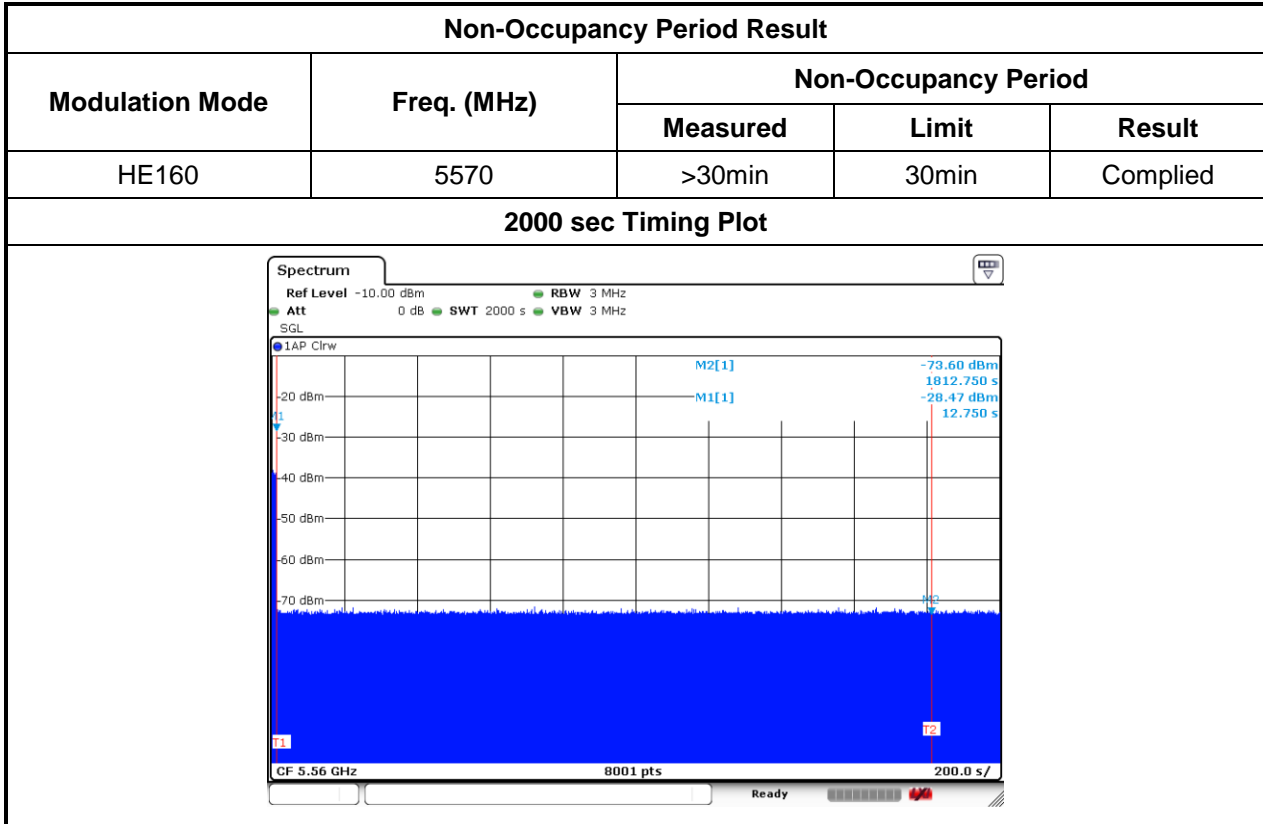 Non-Occupancy Period Result
Modulation Mode Freq. (MHz) Non-Occupancy Period
Measured Limit Result
HE160 5570 >30min 30min Complied
2000 sec Timing Plot
Spectrum
Ref Level -10.00 dBm RBW 3 MHz
Att 0 dB SWT 2000 s VBW 3 MHz
SGL
1AP Clrw
M2[1] -73.60 dBm
1812.750 s
-20 dBm M1[1] -28.47 dBm
M1 12.750 s
-30 dBm
-40 dBm
-50 dBm
-60 dBm
-70 dBm M2
T1 T2
CF 5.56 GHz 8001 pts 200.0 s/
Ready